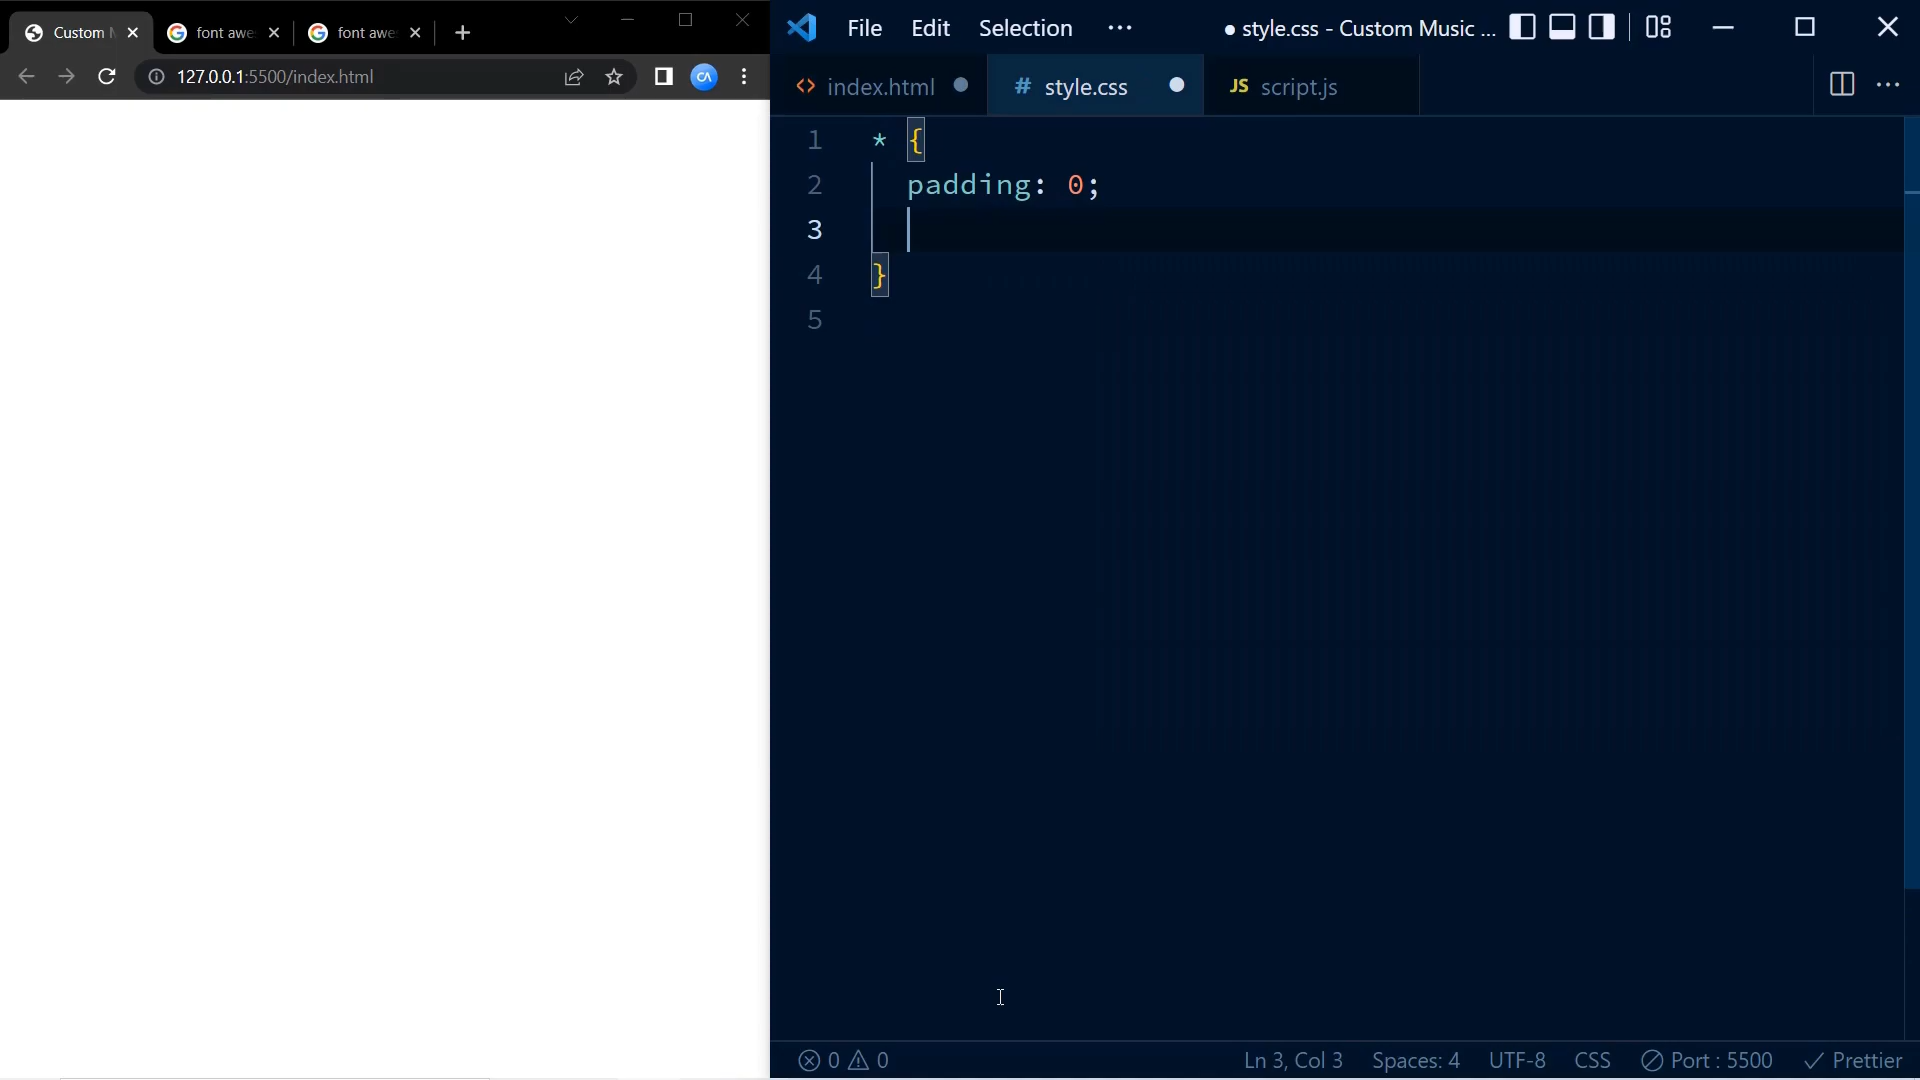 Custom
font awe
font awe
127.0.0.1:5500/index.html
CA
File Edit Selection ... ● style.css - Custom Music ...
<> index.html ●
# style.css ●
JS script.js
1 * {
2 padding: 0;
3
4 }
5
0 0
Ln 3, Col 3 Spaces: 4 UTF-8 CSS Port : 5500 Prettier